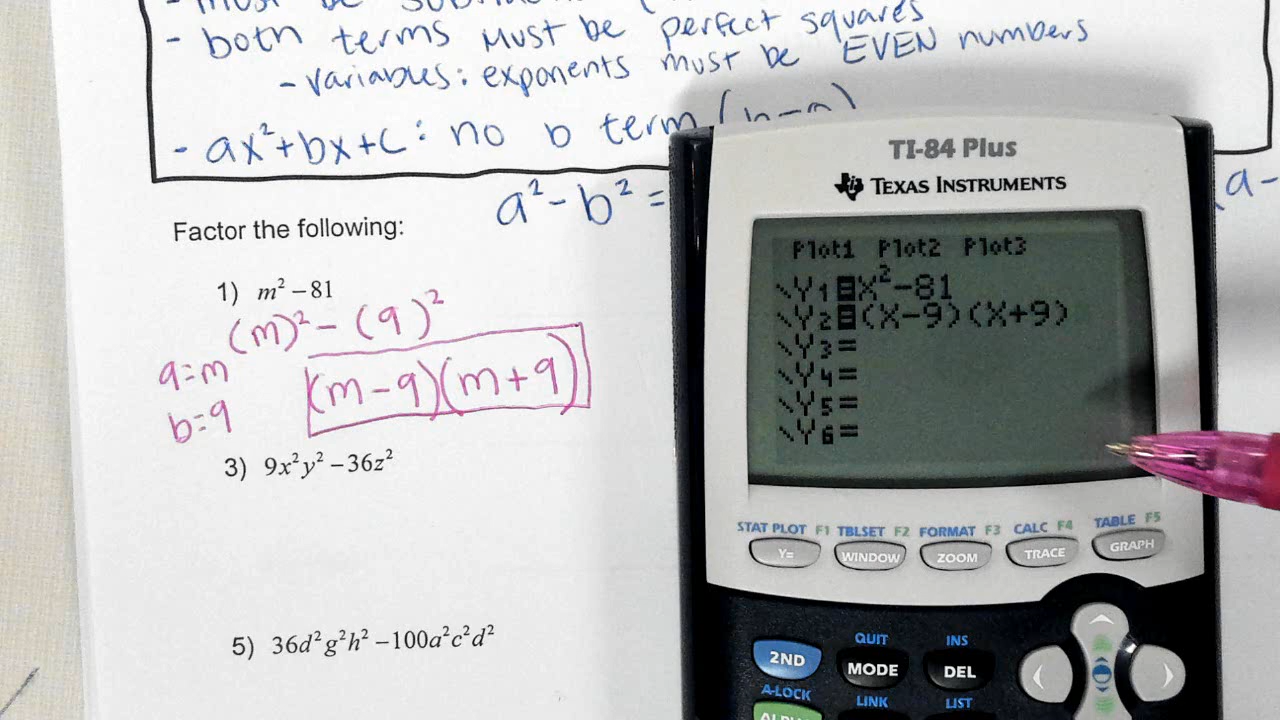 must be
- both terms must be perfect squares
- variables: exponents must be EVEN numbers
- ax²+bx+c: no b term
a² - b² =
(a -
Factor the following:
1) m² – 81
(m)² - (9)²
a=m
b=9
(m-9)(m+9)
3) 9x²y² – 36z²
5) 36d²g²h² – 100a²c²d²
TI-84 Plus
TEXAS INSTRUMENTS
Plot1 Plot2 Plot3
\Y1=X²-81
\Y2=(X-9)(X+9)
\Y3=
\Y4=
\Y5=
\Y6=
STAT PLOT F1 TBLSET F2 FORMAT F3 CALC F4 TABLE F5
Y= WINDOW ZOOM TRACE GRAPH
QUIT INS
2ND MODE DEL
A-LOCK LINK LIST
ALPHA